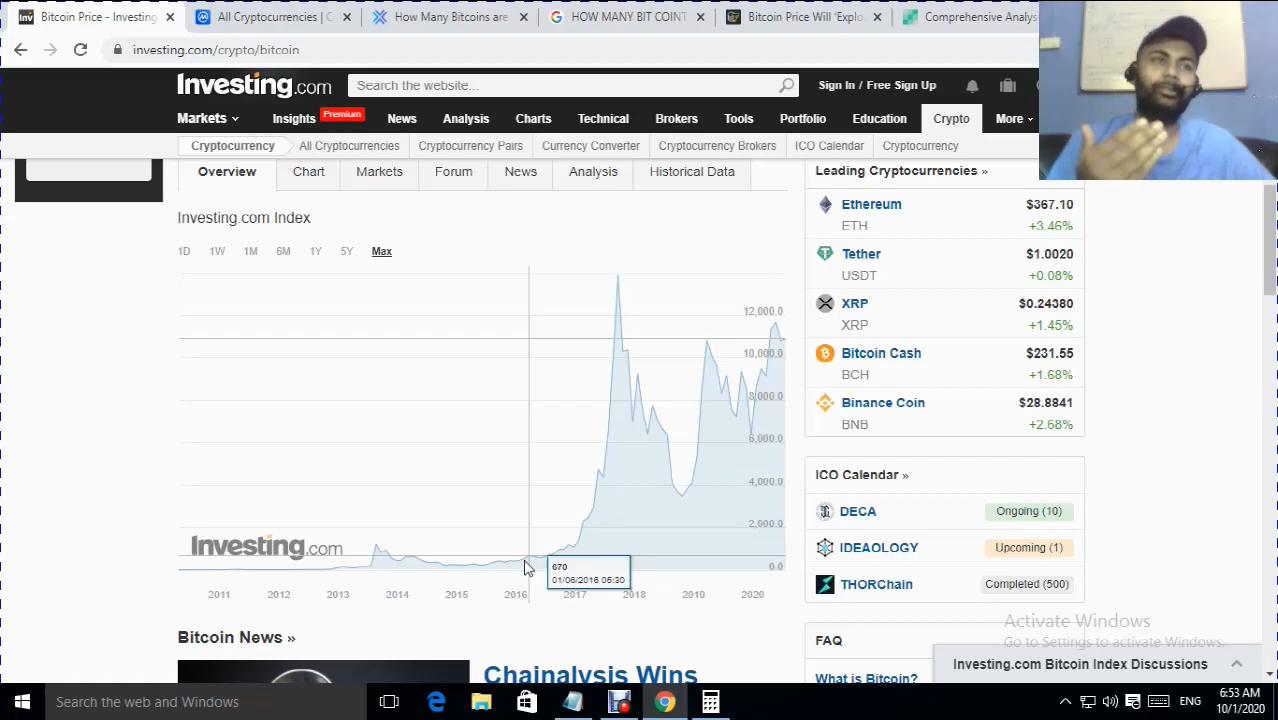 Bitcoin Price - Investing
All Cryptocurrencies | C
How Many Bitcoins are
HOW MANY BIT COINT
Bitcoin Price Will 'Explo
Comprehensive Analys
investing.com/crypto/bitcoin
Investing.com
Search the website...
Sign In / Free Sign Up
Markets
Insights
Premium
News
Analysis
Charts
Technical
Brokers
Tools
Portfolio
Education
Crypto
More
Cryptocurrency
All Cryptocurrencies
Cryptocurrency Pairs
Currency Converter
Cryptocurrency Brokers
ICO Calendar
Cryptocurrency
Overview
Chart
Markets
Forum
News
Analysis
Historical Data
Investing.com Index
1D 1W 1M 6M 1Y 5Y Max
12,000.0
10,000.0
8,000.0
6,000.0
4,000.0
2,000.0
0.0
Investing.com
670
01/06/2016 05:30
2011 2012 2013 2014 2015 2016 2017 2018 2019 2020
Bitcoin News »
Chainalysis Wins
Leading Cryptocurrencies »
Ethereum $367.10
ETH +3.46%
Tether $1.0020
USDT +0.08%
XRP $0.24380
XRP +1.45%
Bitcoin Cash $231.55
BCH +1.68%
Binance Coin $28.8841
BNB +2.68%
ICO Calendar »
DECA Ongoing (10)
IDEAOLOGY Upcoming (1)
THORChain Completed (500)
FAQ
What is Bitcoin?
Activate Windows
Go to Settings to activate Windows.
Investing.com Bitcoin Index Discussions
Search the web and Windows
ENG
6:53 AM
10/1/2020